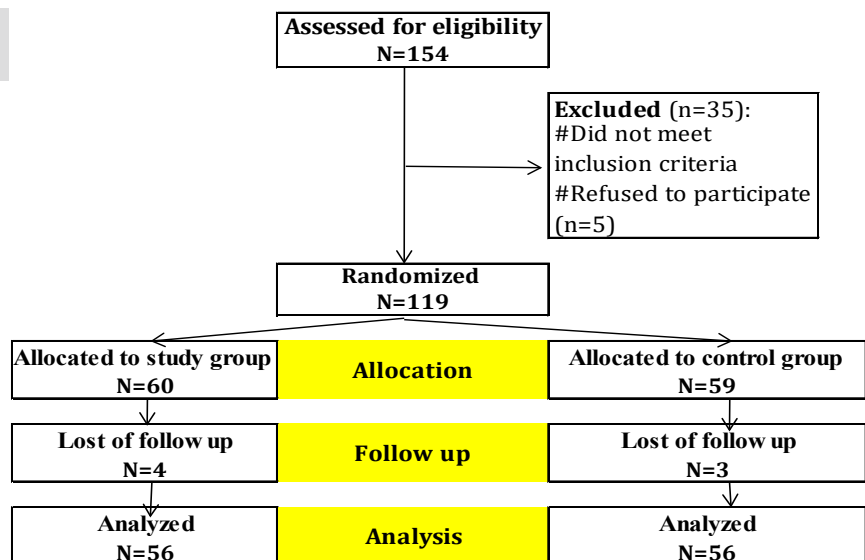 Assessed for eligibility
N=154
Excluded (n=35):
#Did not meet
inclusion criteria
#Refused to participate
(n=5)
Randomized
N=119
Allocated to study group
N=60
Allocation
Allocated to control group
N=59
Lost of follow up
N=4
Follow up
Lost of follow up
N=3
Analyzed
N=56
Analysis
Analyzed
N=56